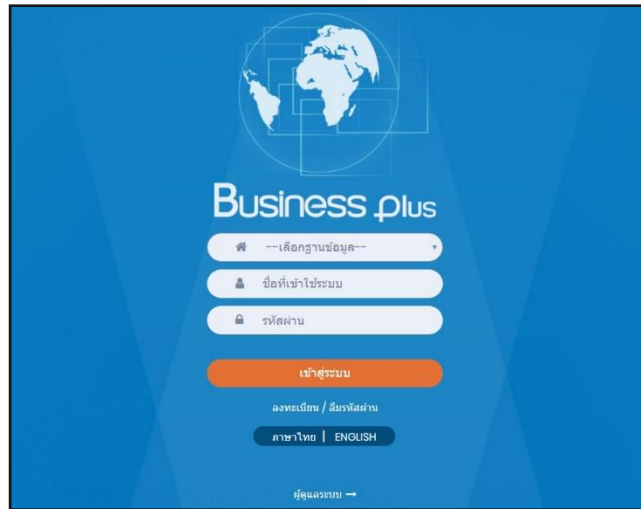 Business Plus
--เลือกฐานข้อมูล--
ชื่อที่เข้าใช้ระบบ
รหัสผ่าน
เข้าสู่ระบบ
ลงทะเบียน / ลืมรหัสผ่าน
ภาษาไทย | ENGLISH
ผู้ดูแลระบบ →